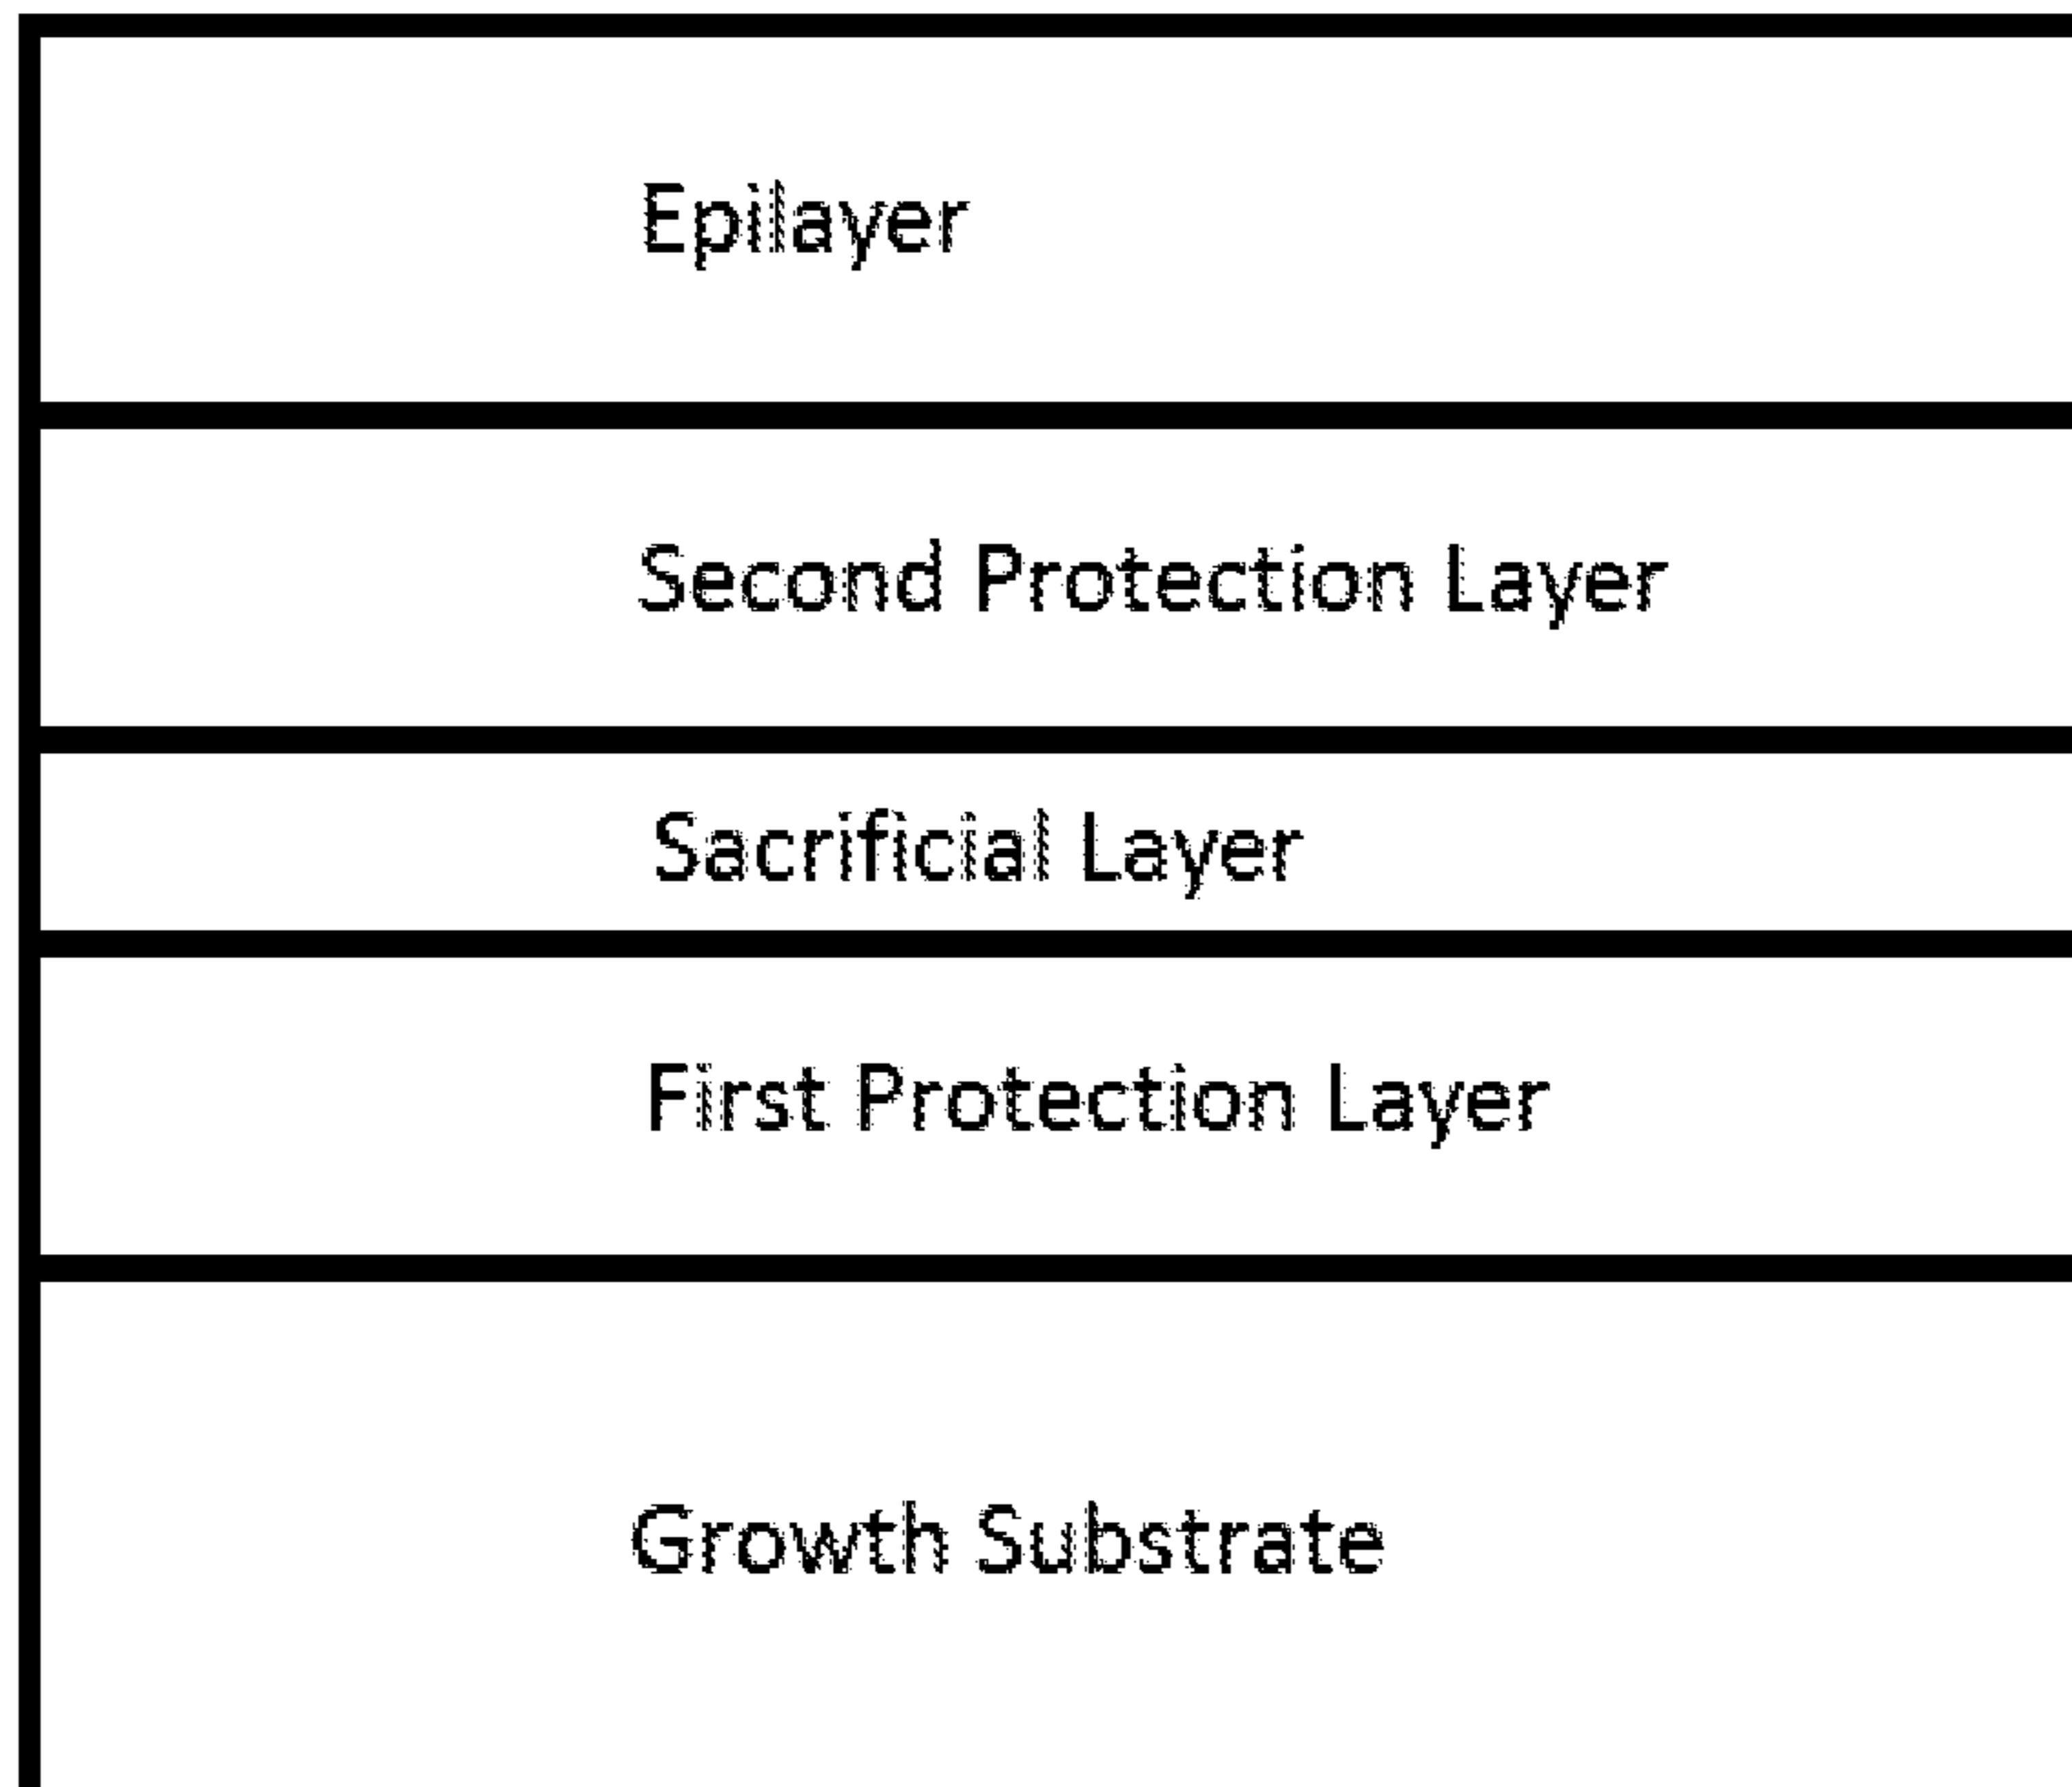 Epilayer
Second Protection Layer
Sacrificial Layer
First Protection Layer
Growth Substrate